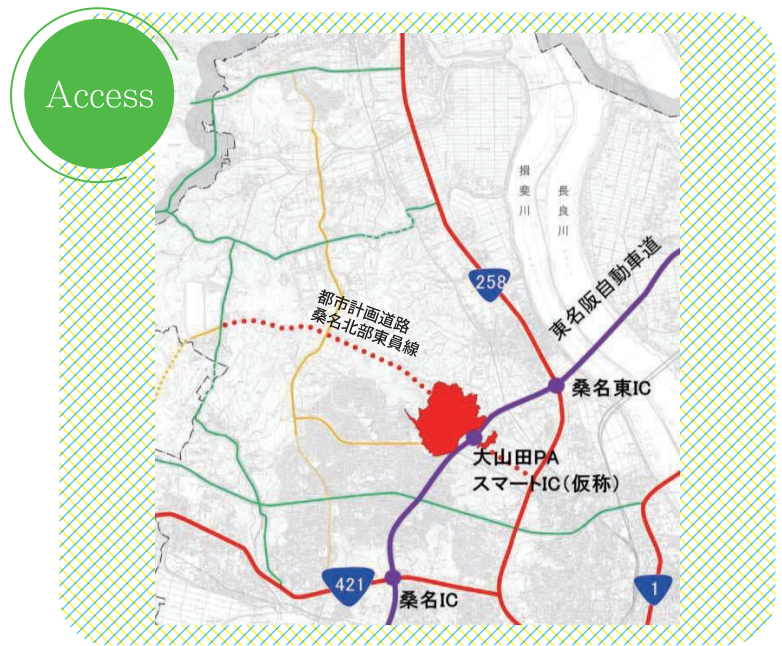 Access
揖斐川
長良川
258
東名阪自動車道
都市計画道路
桑名北部東員線
桑名東IC
大山田PA
スマートIC(仮称)
421
桑名IC
1